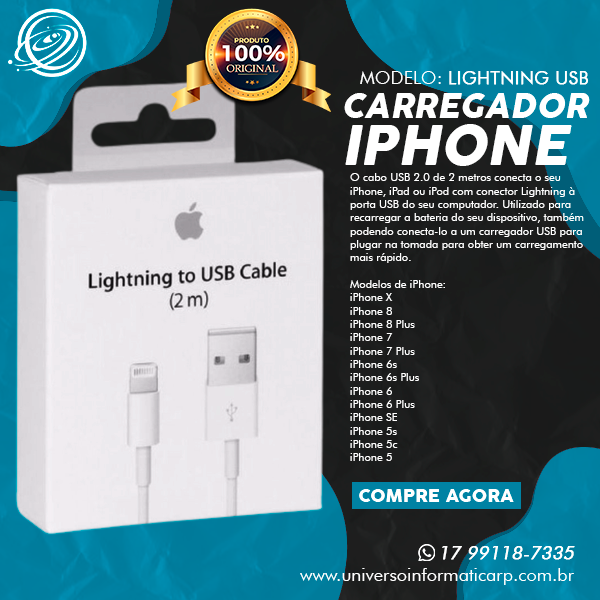 PRODUTO
100%
ORIGINAL
MODELO: LIGHTNING USB
CARREGADOR
IPHONE
O cabo USB 2.0 de 2 metros conecta o seu
iPhone, iPad ou iPod com conector Lightning à
porta USB do seu computador. Utilizado para
recarregar a bateria do seu dispositivo, também
podendo conecta-lo a um carregador USB para
plugar na tomada para obter um carregamento
mais rápido.
Modelos de iPhone:
iPhone X
iPhone 8
iPhone 8 Plus
iPhone 7
iPhone 7 Plus
iPhone 6s
iPhone 6s Plus
iPhone 6
iPhone 6 Plus
iPhone SE
iPhone 5s
iPhone 5c
iPhone 5
Lightning to USB Cable
(2 m)
COMPRE AGORA
17 99118-7335
www.universoinformaticarp.com.br